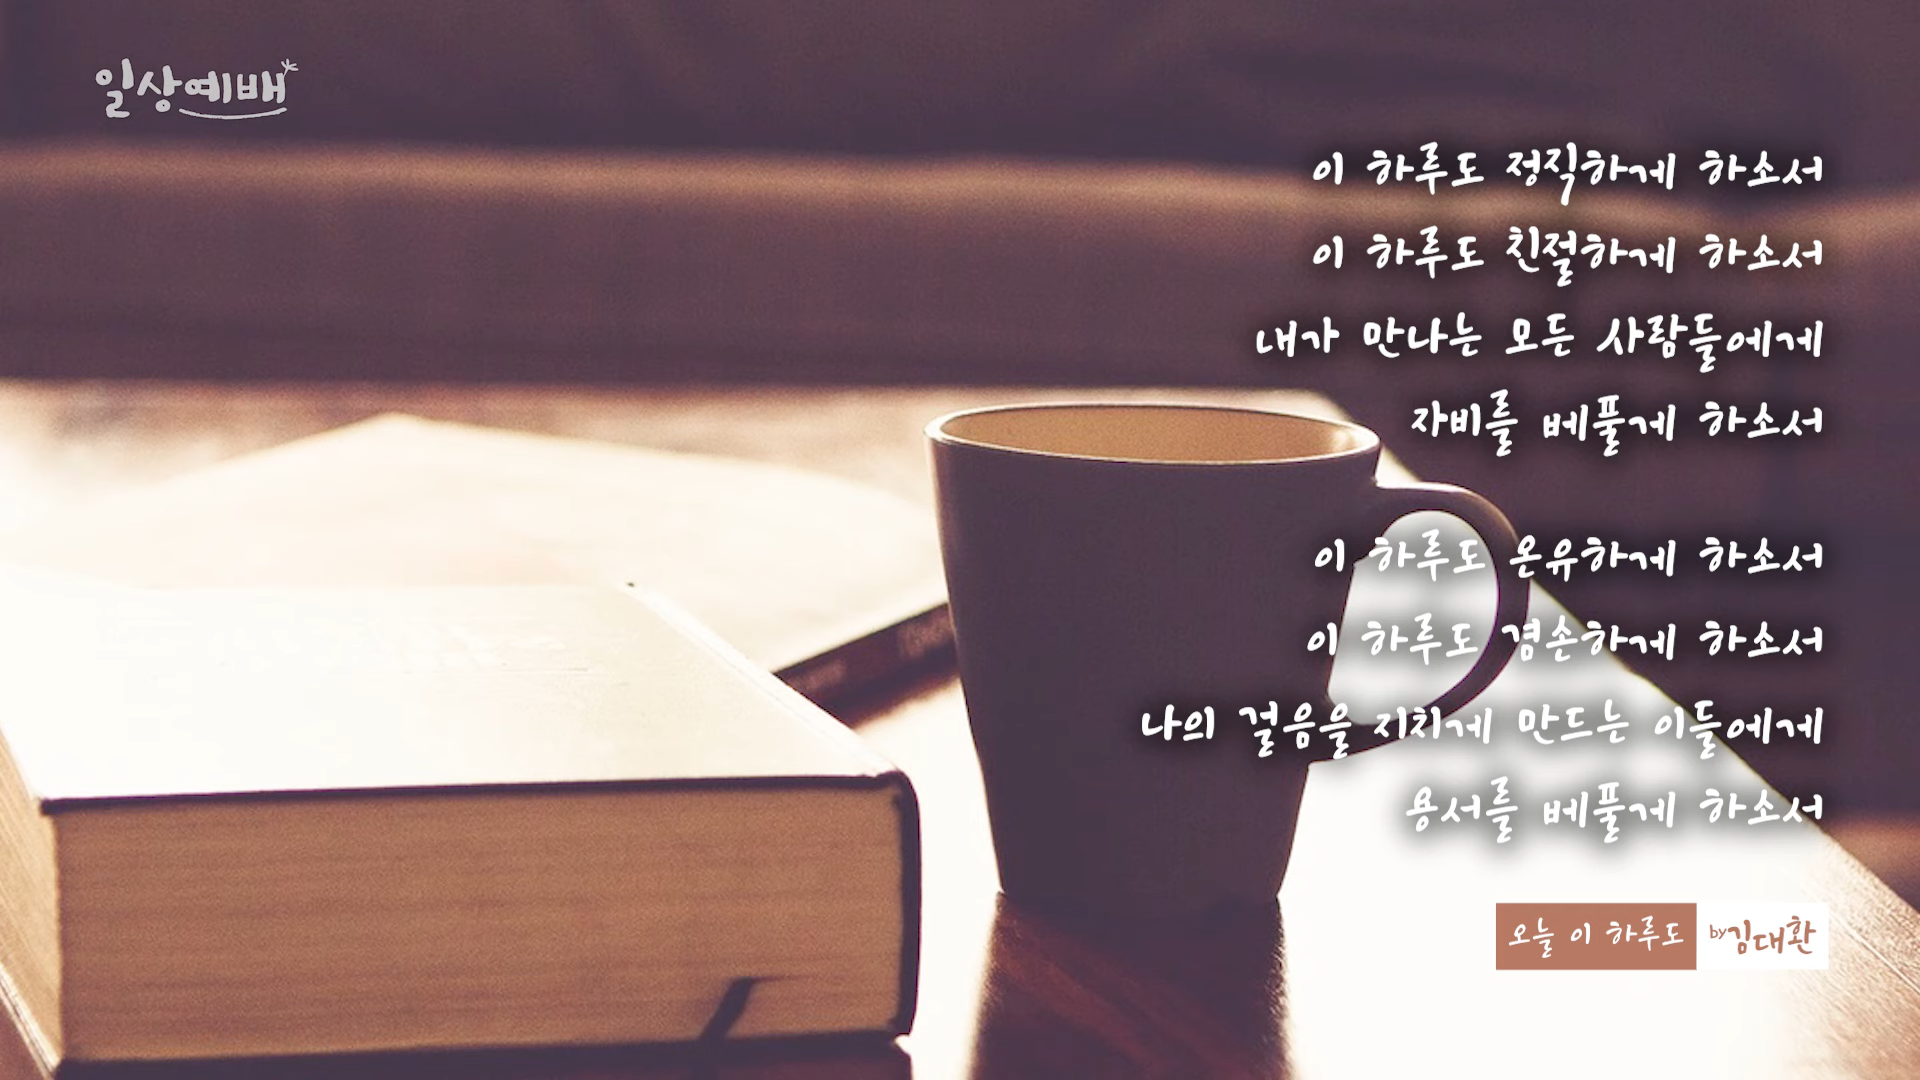 일상예배
이 하루도 정직하게 하소서
이 하루도 친절하게 하소서
내가 만나는 모든 사람들에게
자비를 베풀게 하소서
이 하루도 온유하게 하소서
이 하루도 겸손하게 하소서
나의 걸음을 지치게 만드는 이들에게
용서를 베풀게 하소서
오늘 이 하루도 by김대환